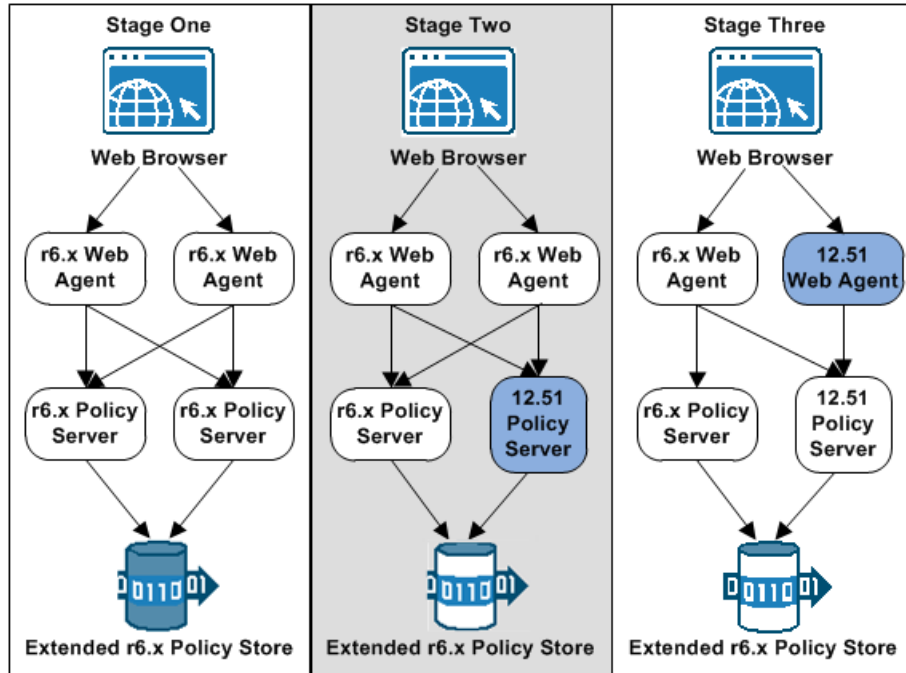 Stage One
Web Browser
r6.x Web
Agent
r6.x Web
Agent
r6.x Policy
Server
r6.x Policy
Server
0110
01
Extended r6.x Policy Store
Stage Two
Web Browser
r6.x Web
Agent
r6.x Web
Agent
r6.x Policy
Server
12.51
Policy
Server
0110
01
Extended r6.x Policy Store
Stage Three
Web Browser
r6.x Web
Agent
12.51
Web Agent
r6.x Policy
Server
12.51
Policy
Server
0110
01
Extended r6.x Policy Store